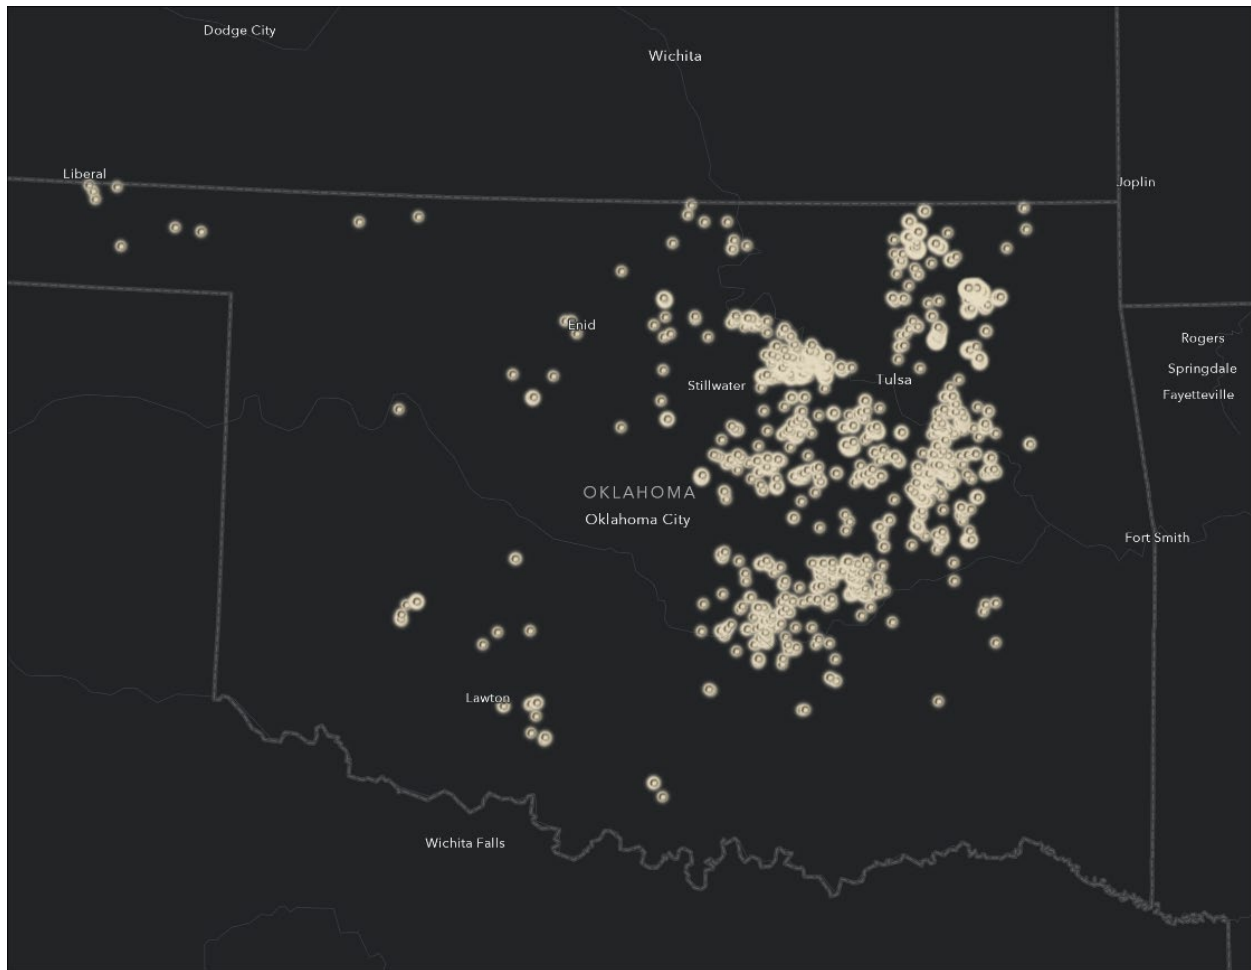 Dodge City
Wichita
Liberal
Joplin
Enid
Rogers
Tulsa
Springdale
Stillwater
Fayetteville
OKLAHOMA
Oklahoma City
Fort Smith
Lawton
Wichita Falls